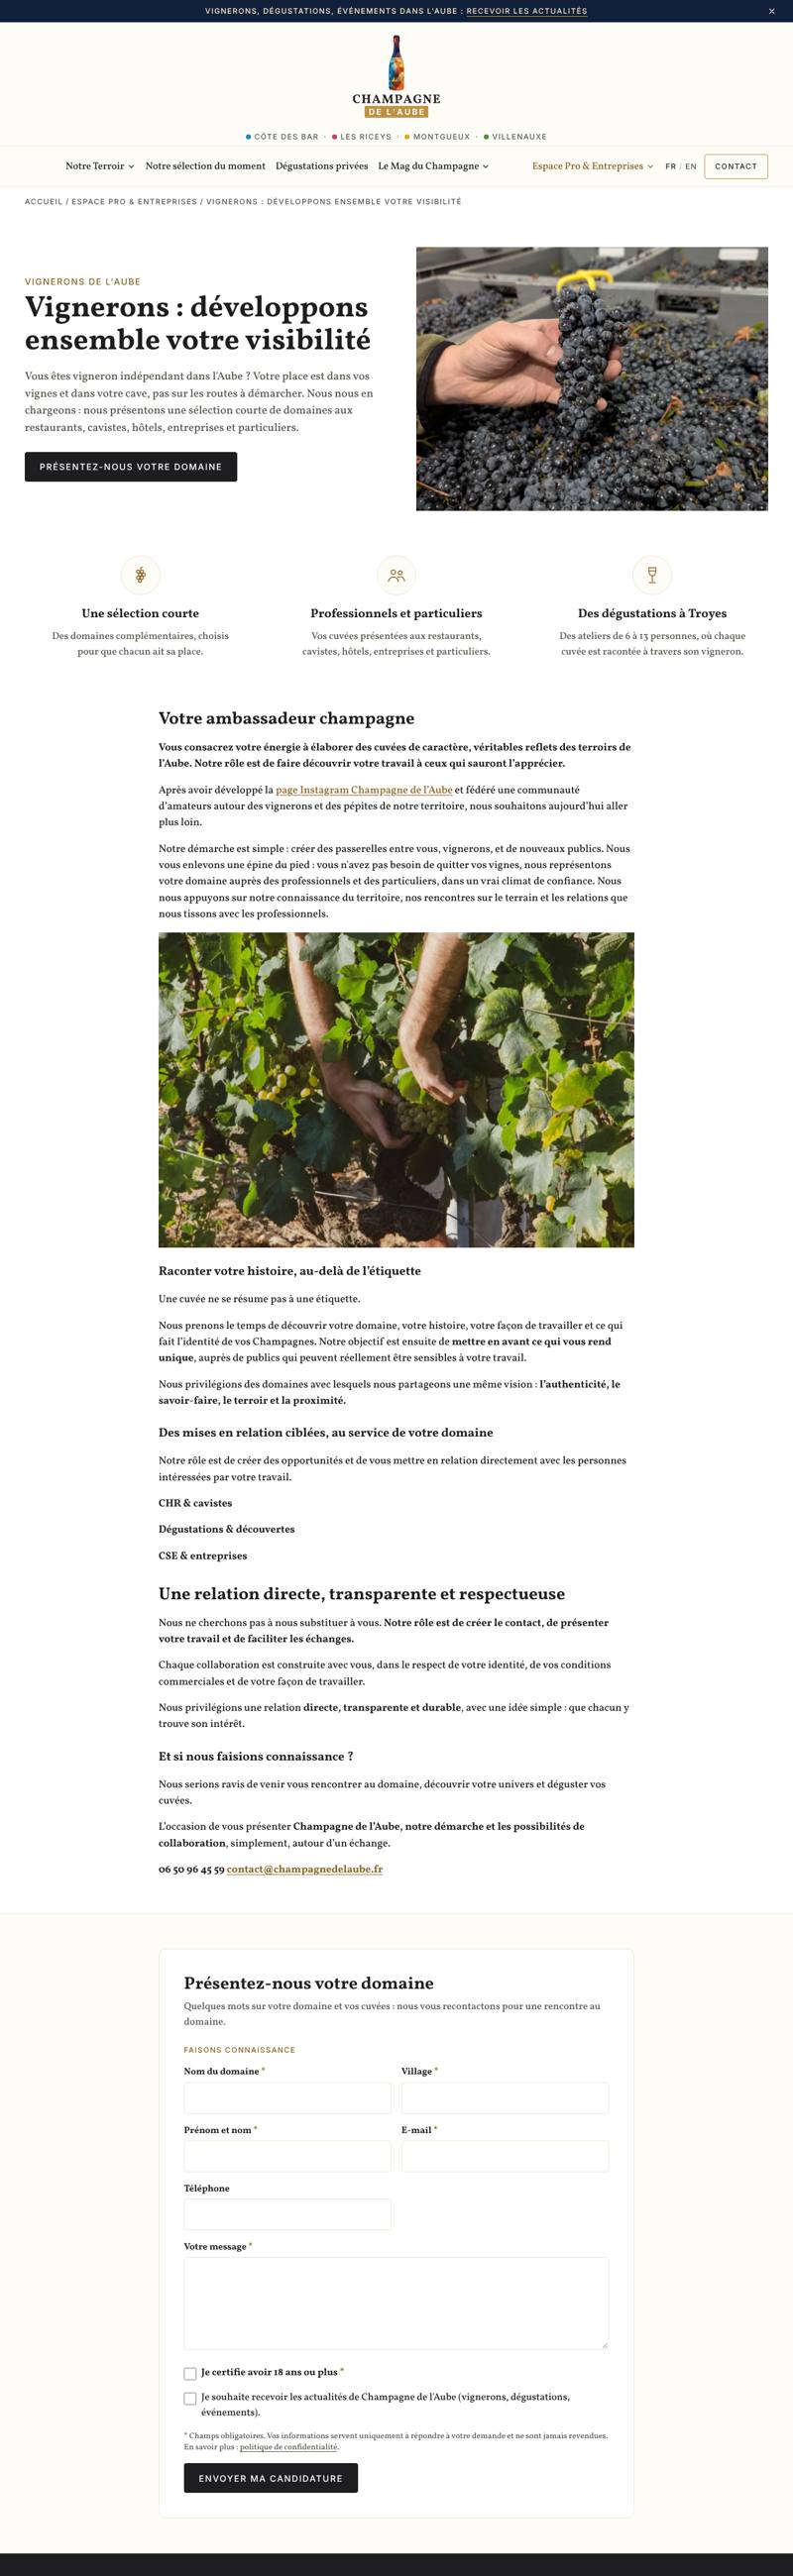 VIGNERONS, DÉGUSTATIONS, ÉVÉNEMENTS DANS L'AUBE : RECEVOIR LES ACTUALITÉS ×
CHAMPAGNE
DE L'AUBE
CÔTE DES BAR · LES RICEYS · MONTGUEUX · VILLENAUXE
Notre Terroir Notre sélection du moment Dégustations privées Le Mag du Champagne Espace Pro & Entreprises FR / EN CONTACT
ACCUEIL / ESPACE PRO & ENTREPRISES / VIGNERONS : DÉVELOPPONS ENSEMBLE VOTRE VISIBILITÉ
VIGNERONS DE L'AUBE
Vignerons : développons
ensemble votre visibilité
Vous êtes vigneron indépendant dans l'Aube ? Votre place est dans vos
vignes et dans votre cave, pas sur les routes à démarcher. Nous nous en
chargeons : nous présentons une sélection courte de domaines aux
restaurants, cavistes, hôtels, entreprises et particuliers.
PRÉSENTEZ-NOUS VOTRE DOMAINE
Une sélection courte
Des domaines complémentaires, choisis
pour que chacun ait sa place.
Professionnels et particuliers
Vos cuvées présentées aux restaurants,
cavistes, hôtels, entreprises et particuliers.
Des dégustations à Troyes
Des ateliers de 6 à 13 personnes, où chaque
cuvée est racontée à travers son vigneron.
Votre ambassadeur champagne
Vous consacrez votre énergie à élaborer des cuvées de caractère, véritables reflets des terroirs de
l'Aube. Notre rôle est de faire découvrir votre travail à ceux qui sauront l'apprécier.
Après avoir développé la page Instagram Champagne de l'Aube et fédéré une communauté
d'amateurs autour des vignerons et des pépites de notre territoire, nous souhaitons aujourd'hui aller
plus loin.
Notre démarche est simple : créer des passerelles entre vous, vignerons, et de nouveaux publics. Nous
vous enlevons une épine du pied : vous n'avez pas besoin de quitter vos vignes, nous représentons
votre domaine auprès des professionnels et des particuliers, dans un vrai climat de confiance. Nous
nous appuyons sur notre connaissance du territoire, nos rencontres sur le terrain et les relations que
nous tissons avec les professionnels.
Raconter votre histoire, au-delà de l'étiquette
Une cuvée ne se résume pas à une étiquette.
Nous prenons le temps de découvrir votre domaine, votre histoire, votre façon de travailler et ce qui
fait l'identité de vos Champagnes. Notre objectif est ensuite de mettre en avant ce qui vous rend
unique, auprès de publics qui peuvent réellement être sensibles à votre travail.
Nous privilégions des domaines avec lesquels nous partageons une même vision : l'authenticité, le
savoir-faire, le terroir et la proximité.
Des mises en relation ciblées, au service de votre domaine
Notre rôle est de créer des opportunités et de vous mettre en relation directement avec les personnes
intéressées par votre travail.
CHR & cavistes
Dégustations & découvertes
CSE & entreprises
Une relation directe, transparente et respectueuse
Nous ne cherchons pas à nous substituer à vous. Notre rôle est de créer le contact, de présenter
votre travail et de faciliter les échanges.
Chaque collaboration est construite avec vous, dans le respect de votre identité, de vos conditions
commerciales et de votre façon de travailler.
Nous privilégions une relation directe, transparente et durable, avec une idée simple : que chacun y
trouve son intérêt.
Et si nous faisions connaissance ?
Nous serions ravis de venir vous rencontrer au domaine, découvrir votre univers et déguster vos
cuvées.
L'occasion de vous présenter Champagne de l'Aube, notre démarche et les possibilités de
collaboration, simplement, autour d'un échange.
06 50 96 45 59 contact@champagnedelaube.fr
Présentez-nous votre domaine
Quelques mots sur votre domaine et vos cuvées : nous vous recontactons pour une rencontre au
domaine.
FAISONS CONNAISSANCE
Nom du domaine * Village *
Prénom et nom * E-mail *
Téléphone
Votre message *
Je certifie avoir 18 ans ou plus *
Je souhaite recevoir les actualités de Champagne de l'Aube (vignerons, dégustations,
événements).
* Champs obligatoires. Vos informations servent uniquement à répondre à votre demande et ne sont jamais revendues.
En savoir plus : politique de confidentialité.
ENVOYER MA CANDIDATURE